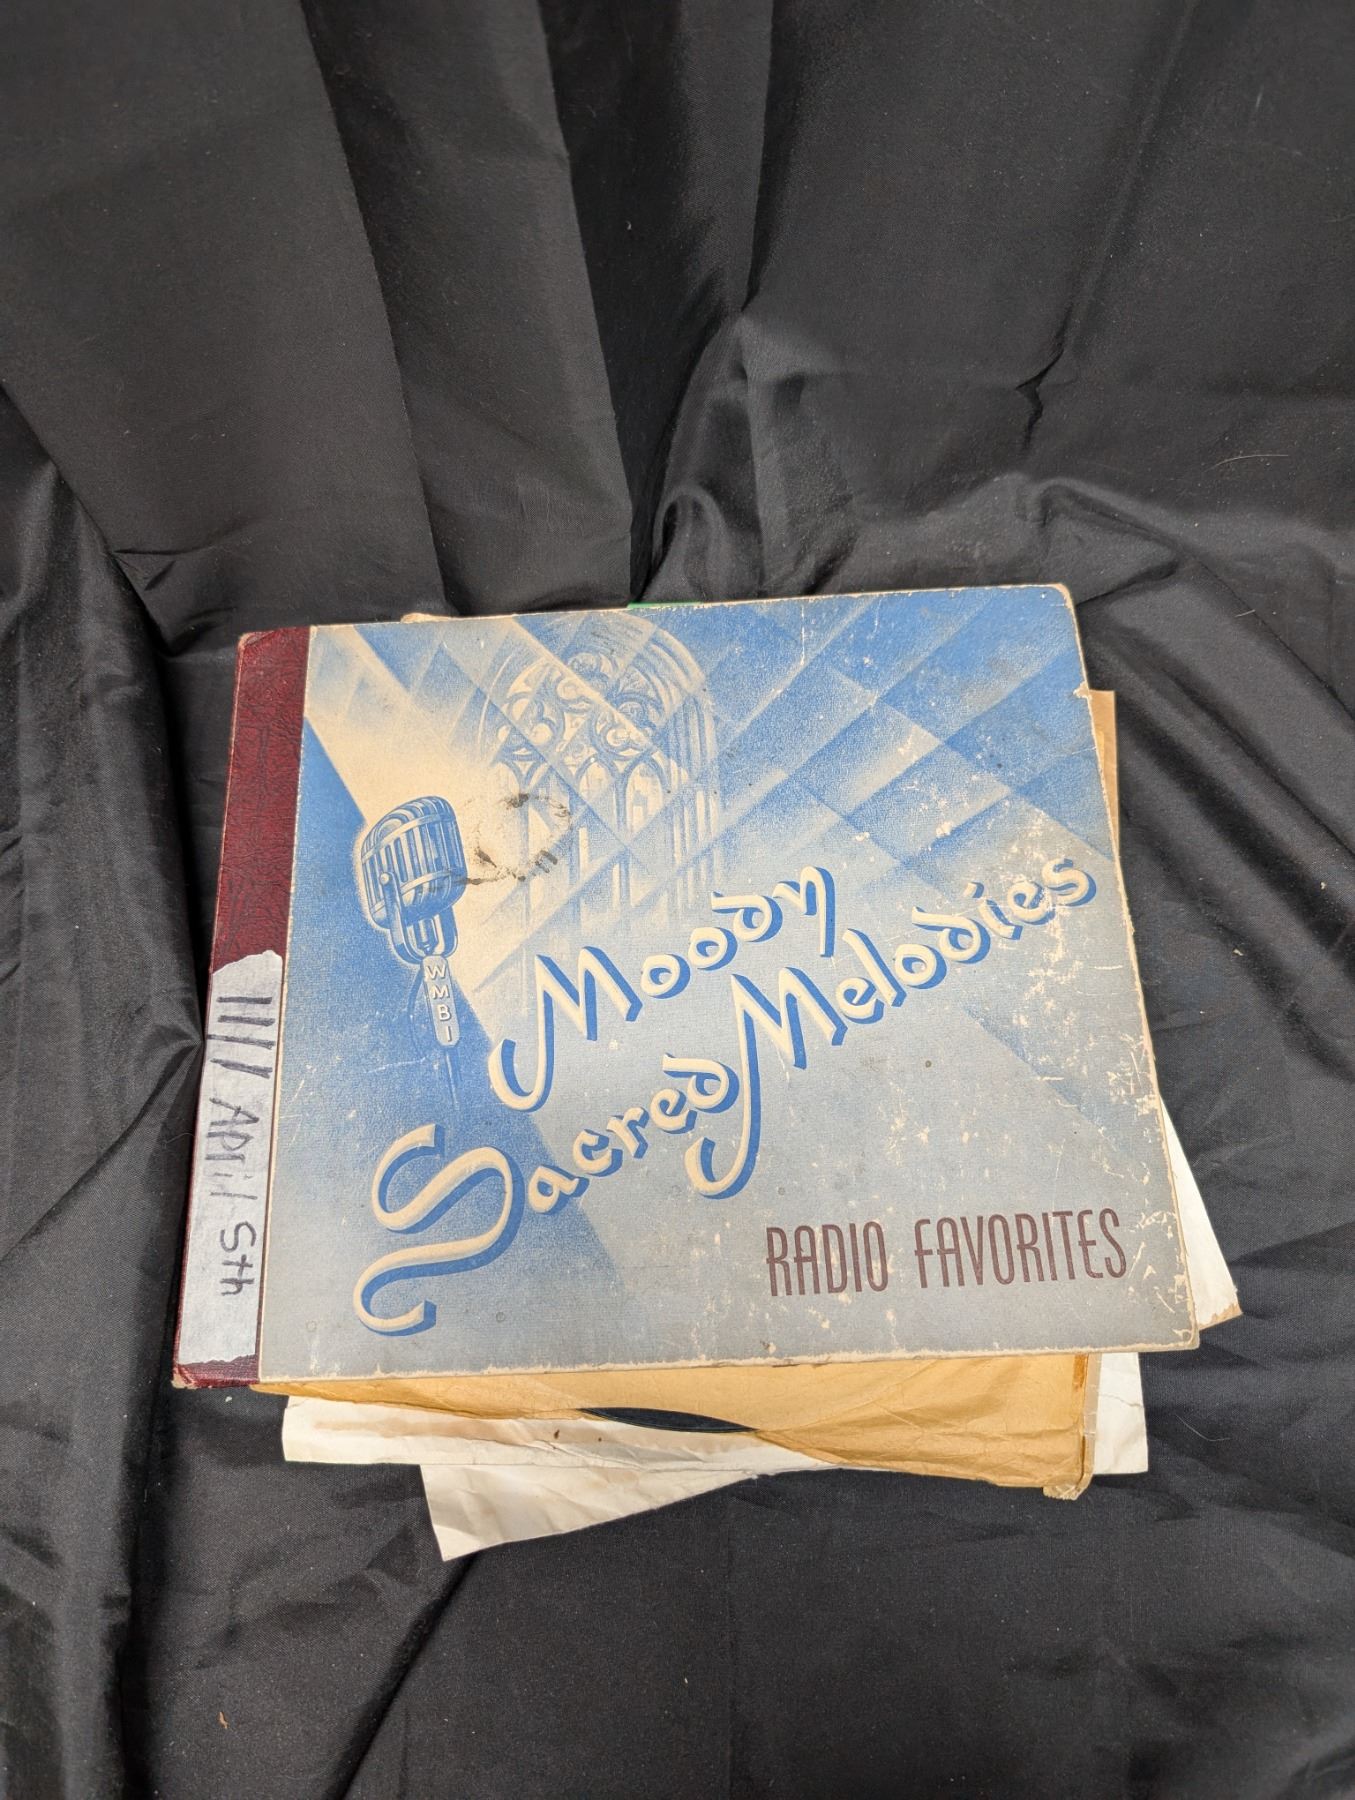 WMBI
Moody
Sacred Melodies
RADIO FAVORITES
1111 April 5th